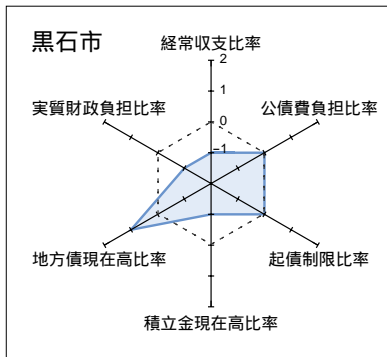 黒石市
経常収支比率
2
1
0
−1
実質財政負担比率
公債費負担比率
地方債現在高比率
起債制限比率
積立金現在高比率